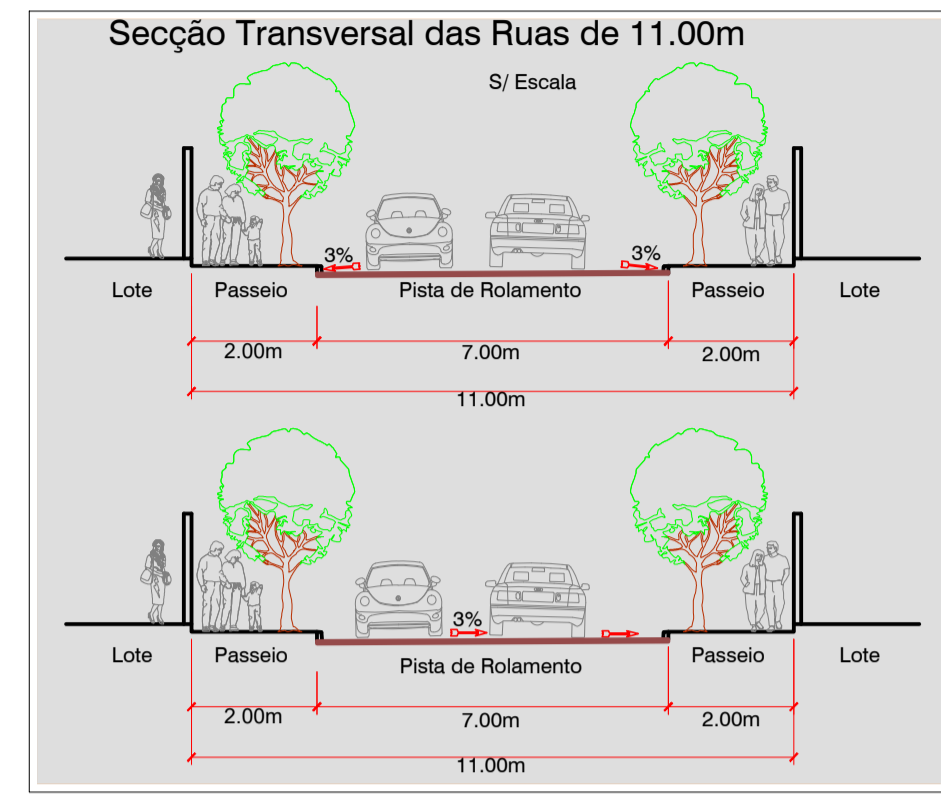 Secção Transversal das Ruas de 11.00m
S/ Escala
3% 3%
Lote Passeio Pista de Rolamento Passeio Lote
2.00m 7.00m 2.00m
11.00m
3%
Lote Passeio Pista de Rolamento Passeio Lote
2.00m 7.00m 2.00m
11.00m